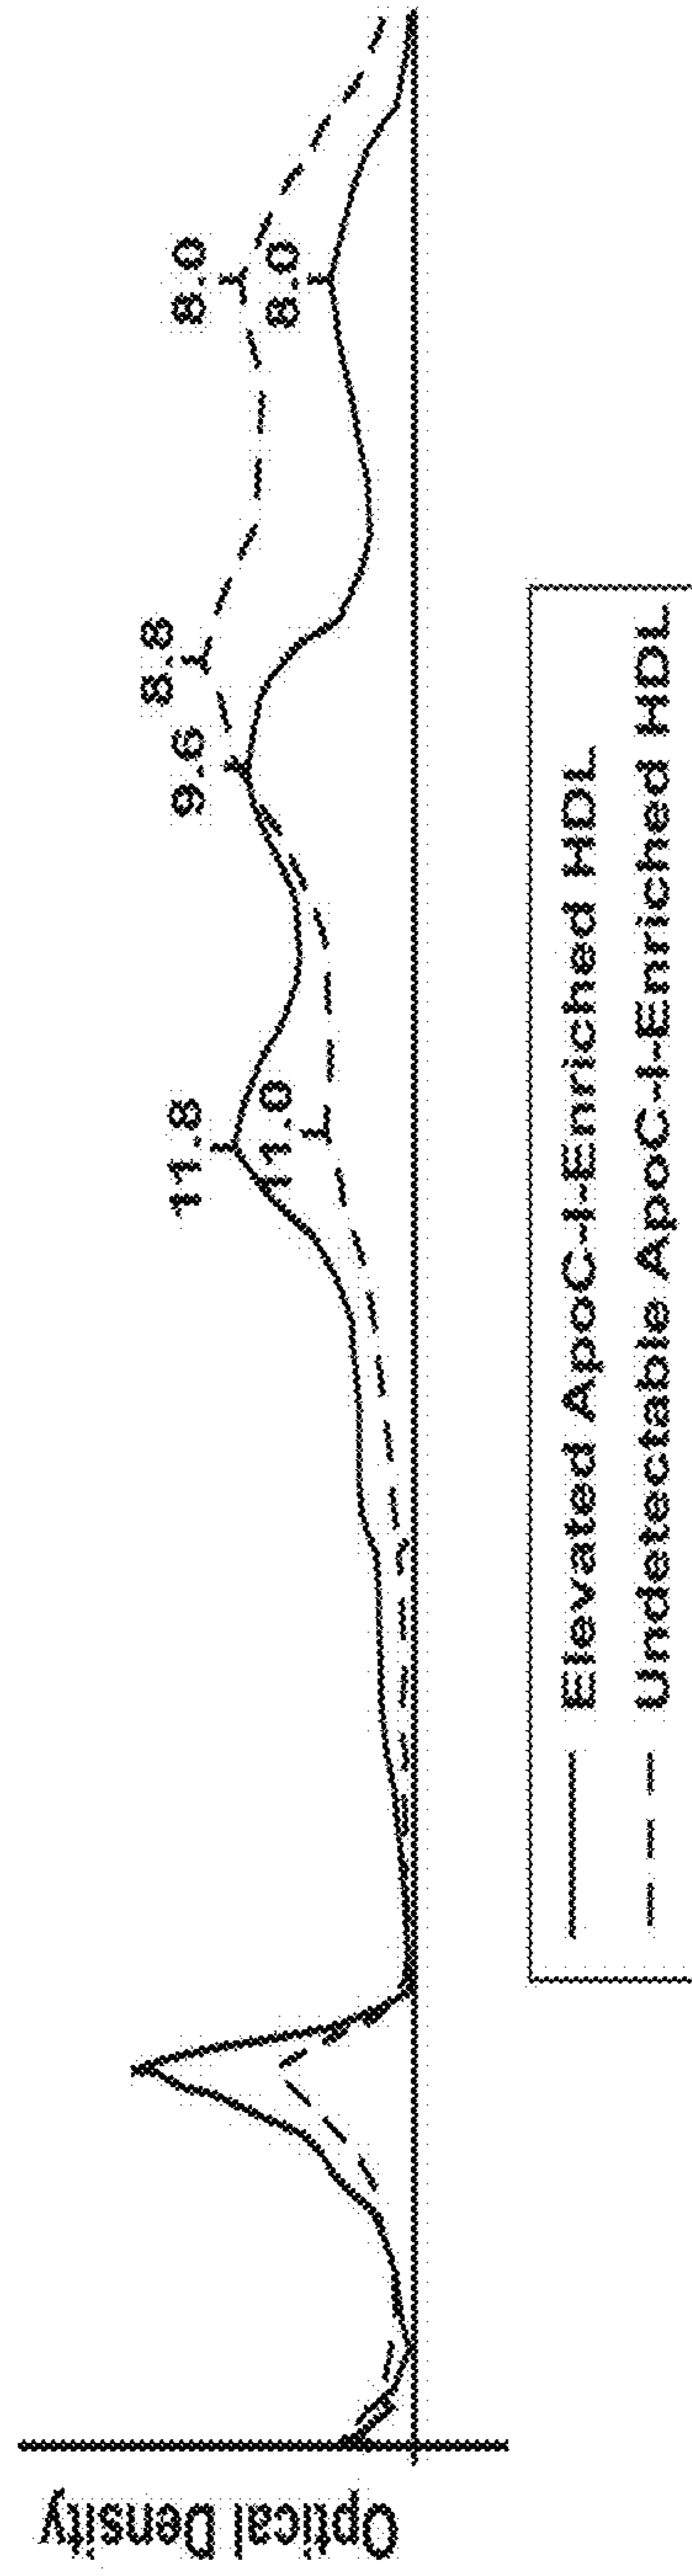 Optical Density
11.8
11.0
9.6
8.8
8.0
8.0
Elevated ApoC-I-Enriched HDL
Undetectable ApoC-I-Enriched HDL